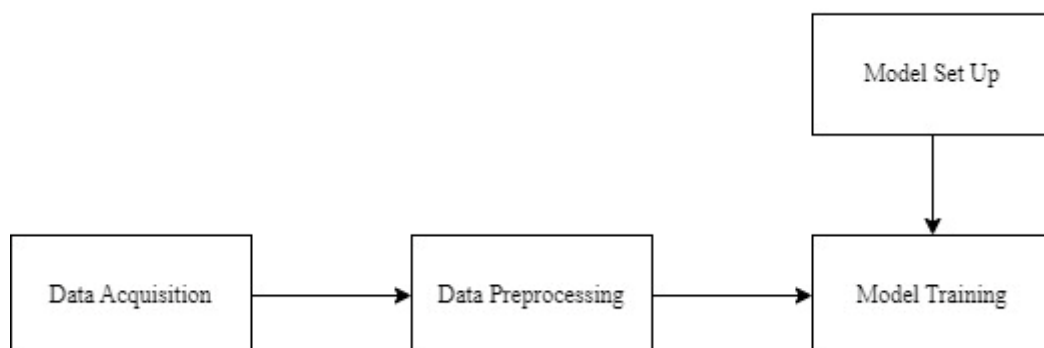 Model Set Up
Data Acquisition
Data Preprocessing
Model Training